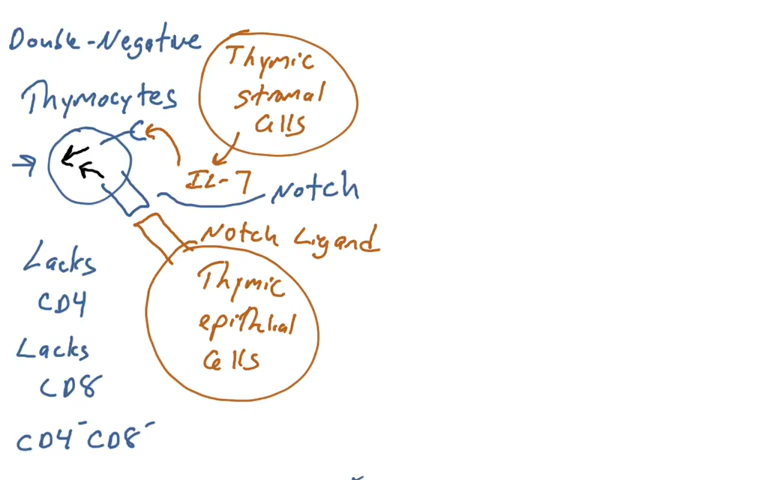 Double-Negative
Thymocytes
Thymic
stromal
cells
IL-7
Notch
Notch Ligand
Thymic
epithlial
cells
Lacks
CD4
Lacks
CD8
CD4⁻CD8⁻